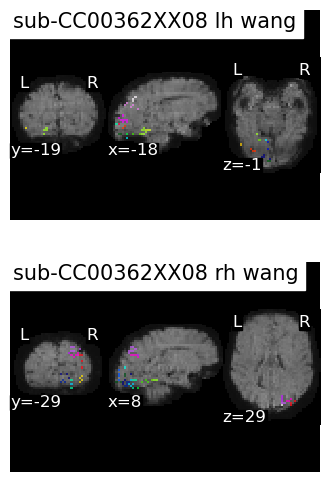 sub-CC00362XX08 lh wang
L R
L R
y=-19
x=-18
z=-1
sub-CC00362XX08 rh wang
L R
L R
y=-29
x=8
z=29